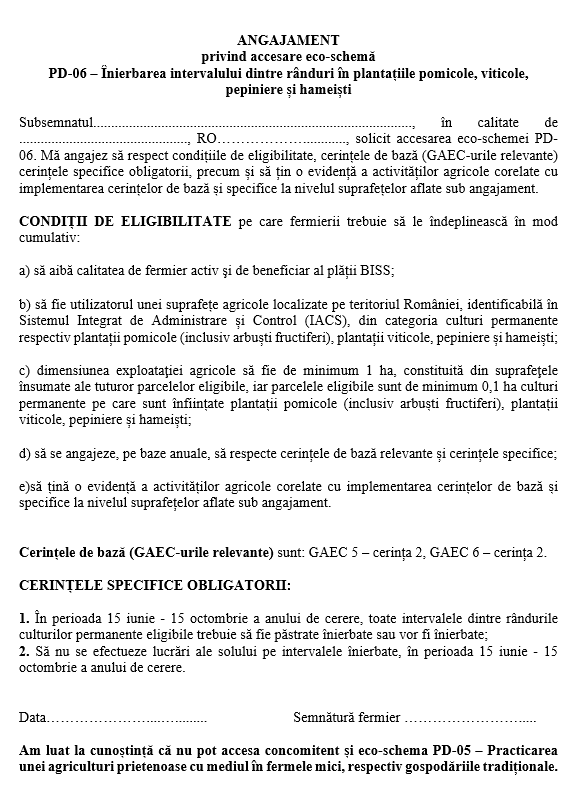 ANGAJAMENT
privind accesare eco-schemă
PD-06 – Înierbarea intervalului dintre rânduri în plantațiile pomicole, viticole,
pepiniere și hameiști
Subsemnatul........................................................................................, în calitate de
..............................................., RO………………............, solicit accesarea eco-schemei PD-
06. Mă angajez să respect condițiile de eligibilitate, cerințele de bază (GAEC-urile relevante)
cerințele specifice obligatorii, precum și să țin o evidență a activităților agricole corelate cu
implementarea cerințelor de bază și specifice la nivelul suprafețelor aflate sub angajament.
CONDIȚII DE ELIGIBILITATE pe care fermierii trebuie să le îndeplinească în mod
cumulativ:
a) să aibă calitatea de fermier activ şi de beneficiar al plății BISS;
b) să fie utilizatorul unei suprafețe agricole localizate pe teritoriul României, identificabilă în
Sistemul Integrat de Administrare și Control (IACS), din categoria culturi permanente
respectiv plantații pomicole (inclusiv arbuști fructiferi), plantații viticole, pepiniere și hameiști;
c) dimensiunea exploataţiei agricole să fie de minimum 1 ha, constituită din suprafeţele
însumate ale tuturor parcelelor eligibile, iar parcelele eligibile sunt de minimum 0,1 ha culturi
permanente pe care sunt înființate plantații pomicole (inclusiv arbuști fructiferi), plantații
viticole, pepiniere și hameiști;
d) să se angajeze, pe baze anuale, să respecte cerințele de bază relevante și cerințele specifice;
e)să țină o evidență a activităților agricole corelate cu implementarea cerințelor de bază și
specifice la nivelul suprafețelor aflate sub angajament.
Cerințele de bază (GAEC-urile relevante) sunt: GAEC 5 – cerința 2, GAEC 6 – cerința 2.
CERINȚELE SPECIFICE OBLIGATORII:
1. În perioada 15 iunie - 15 octombrie a anului de cerere, toate intervalele dintre rândurile
culturilor permanente eligibile trebuie să fie păstrate înierbate sau vor fi înierbate;
2. Să nu se efectueze lucrări ale solului pe intervalele înierbate, în perioada 15 iunie - 15
octombrie a anului de cerere.
Data…………………....…......... Semnătură fermier …………………….....
Am luat la cunoștință că nu pot accesa concomitent și eco-schema PD-05 – Practicarea
unei agriculturi prietenoase cu mediul în fermele mici, respectiv gospodăriile tradiționale.